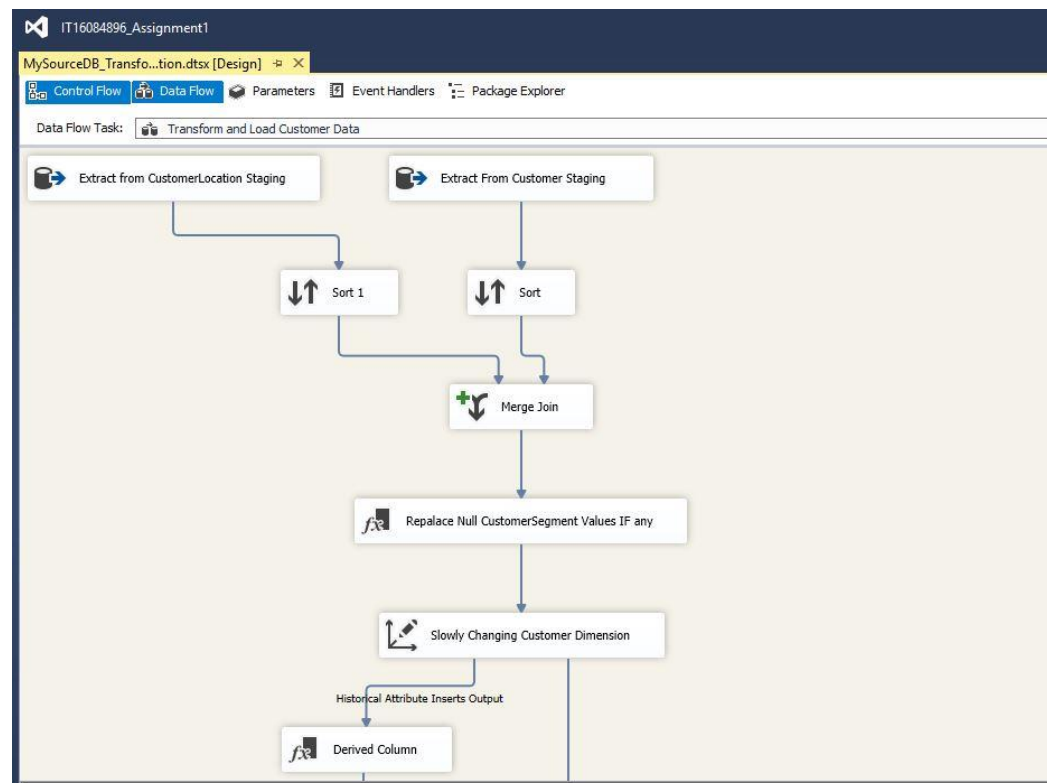 IT16084896_Assignment1
MySourceDB_Transfo...tion.dtsx [Design]
Control Flow Data Flow Parameters Event Handlers Package Explorer
Data Flow Task: Transform and Load Customer Data
Extract from CustomerLocation Staging Extract From Customer Staging
Sort 1 Sort
Merge Join
Repalace Null CustomerSegment Values IF any
Slowly Changing Customer Dimension
Historical Attribute Inserts Output
Derived Column